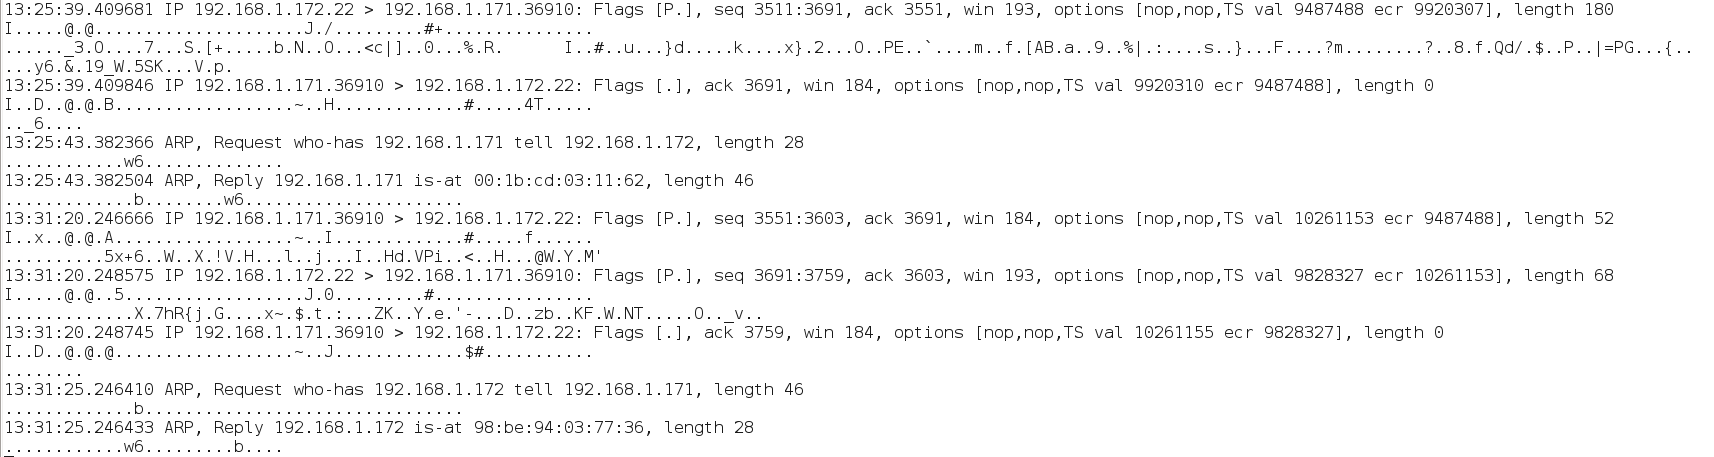 13:25:39.409681 IP 192.168.1.172.22 > 192.168.1.171.36910: Flags [P.], seq 3511:3691, ack 3551, win 193, options [nop,nop,TS val 9487488 ecr 9920307], length 180
I.....@.@.....................J./.........#+...............
......_3.O....7...S.[+.....b.N..O...<c|]..0...%.R.      I..#..u...}d.....k....x}.2...O..PE..`....m..f.[AB.a..9..%|.:....s..}...F....?m........?..8.f.Qd/.$..P..|=PG...{..
...y6.&.19_W.5SK...V.p.
13:25:39.409846 IP 192.168.1.171.36910 > 192.168.1.172.22: Flags [.], ack 3691, win 184, options [nop,nop,TS val 9920310 ecr 9487488], length 0
I..D..@.@.B..................~..H.............#.....4T.....
.._6....
13:25:43.382366 ARP, Request who-has 192.168.1.171 tell 192.168.1.172, length 28
............w6..............
13:25:43.382504 ARP, Reply 192.168.1.171 is-at 00:1b:cd:03:11:62, length 46
.............b........w6......................
13:31:20.246666 IP 192.168.1.171.36910 > 192.168.1.172.22: Flags [P.], seq 3551:3603, ack 3691, win 184, options [nop,nop,TS val 10261153 ecr 9487488], length 52
I..x..@.@.A..................~..I.............#.....f......
..........5x+6..W..X.!V.H...l..j...I..Hd.VPi..<..H...@W.Y.M'
13:31:20.248575 IP 192.168.1.172.22 > 192.168.1.171.36910: Flags [P.], seq 3691:3759, ack 3603, win 193, options [nop,nop,TS val 9828327 ecr 10261153], length 68
I.....@.@..5..................J.0.........#................
.............X.7hR{j.G....x~.$.t.:...ZK..Y.e.'-...D..zb..KF.W.NT.....O.._v..
13:31:20.248745 IP 192.168.1.171.36910 > 192.168.1.172.22: Flags [.], ack 3759, win 184, options [nop,nop,TS val 10261155 ecr 9828327], length 0
I..D..@.@.@..................~..J.............$#...........
........
13:31:25.246410 ARP, Request who-has 192.168.1.172 tell 192.168.1.171, length 46
.............b................................
13:31:25.246433 ARP, Reply 192.168.1.172 is-at 98:be:94:03:77:36, length 28
............w6.........b....